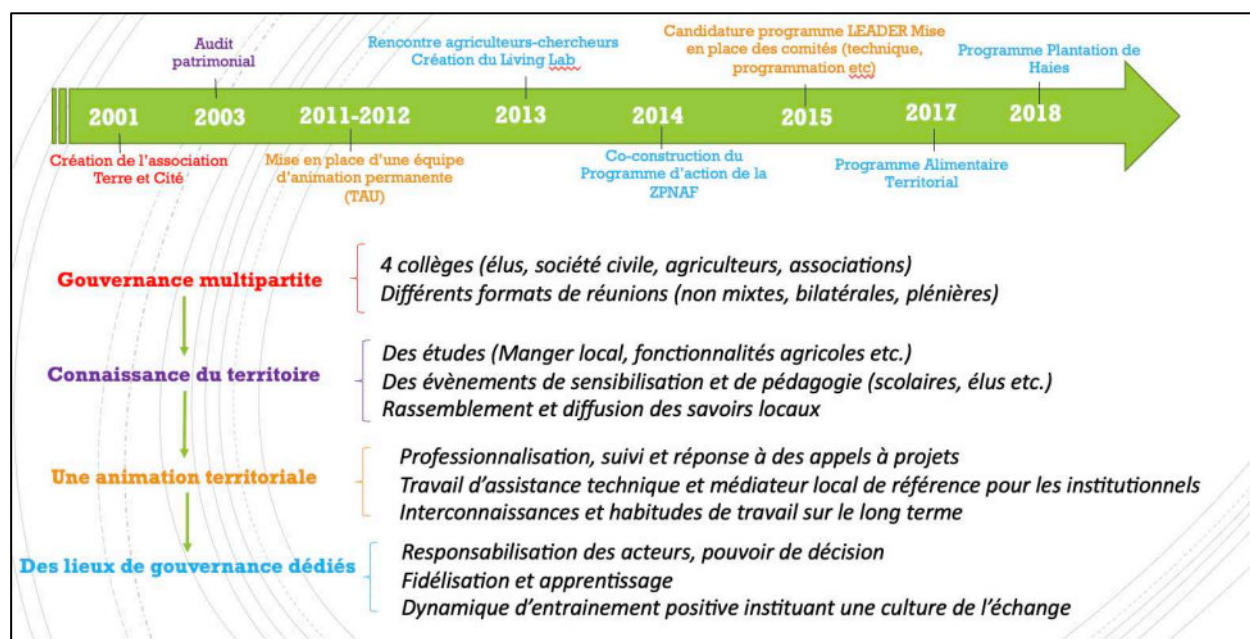 Audit
patrimonial
Rencontre agriculteurs-chercheurs
Création du Living Lab
Candidature programme LEADER Mise
en place des comités (technique,
programmation etc)
Programme Plantation de
Haies
2001
2003
2011-2012
2013
2014
2015
2017
2018
Création de l'association
Terre et Cité
Mise en place d'une équipe
d'animation permanente
(TAU)
Co-construction du
Programme d'action de la
ZPNAF
Programme Alimentaire
Territorial
Gouvernance multipartite
4 collèges (élus, société civile, agriculteurs, associations)
Différents formats de réunions (non mixtes, bilatérales, plénières)
Connaissance du territoire
Des études (Manger local, fonctionnalités agricoles etc.)
Des évènements de sensibilisation et de pédagogie (scolaires, élus etc.)
Rassemblement et diffusion des savoirs locaux
Une animation territoriale
Professionnalisation, suivi et réponse à des appels à projets
Travail d'assistance technique et médiateur local de référence pour les institutionnels
Interconnaissances et habitudes de travail sur le long terme
Des lieux de gouvernance dédiés
Responsabilisation des acteurs, pouvoir de décision
Fidélisation et apprentissage
Dynamique d'entrainement positive instituant une culture de l'échange